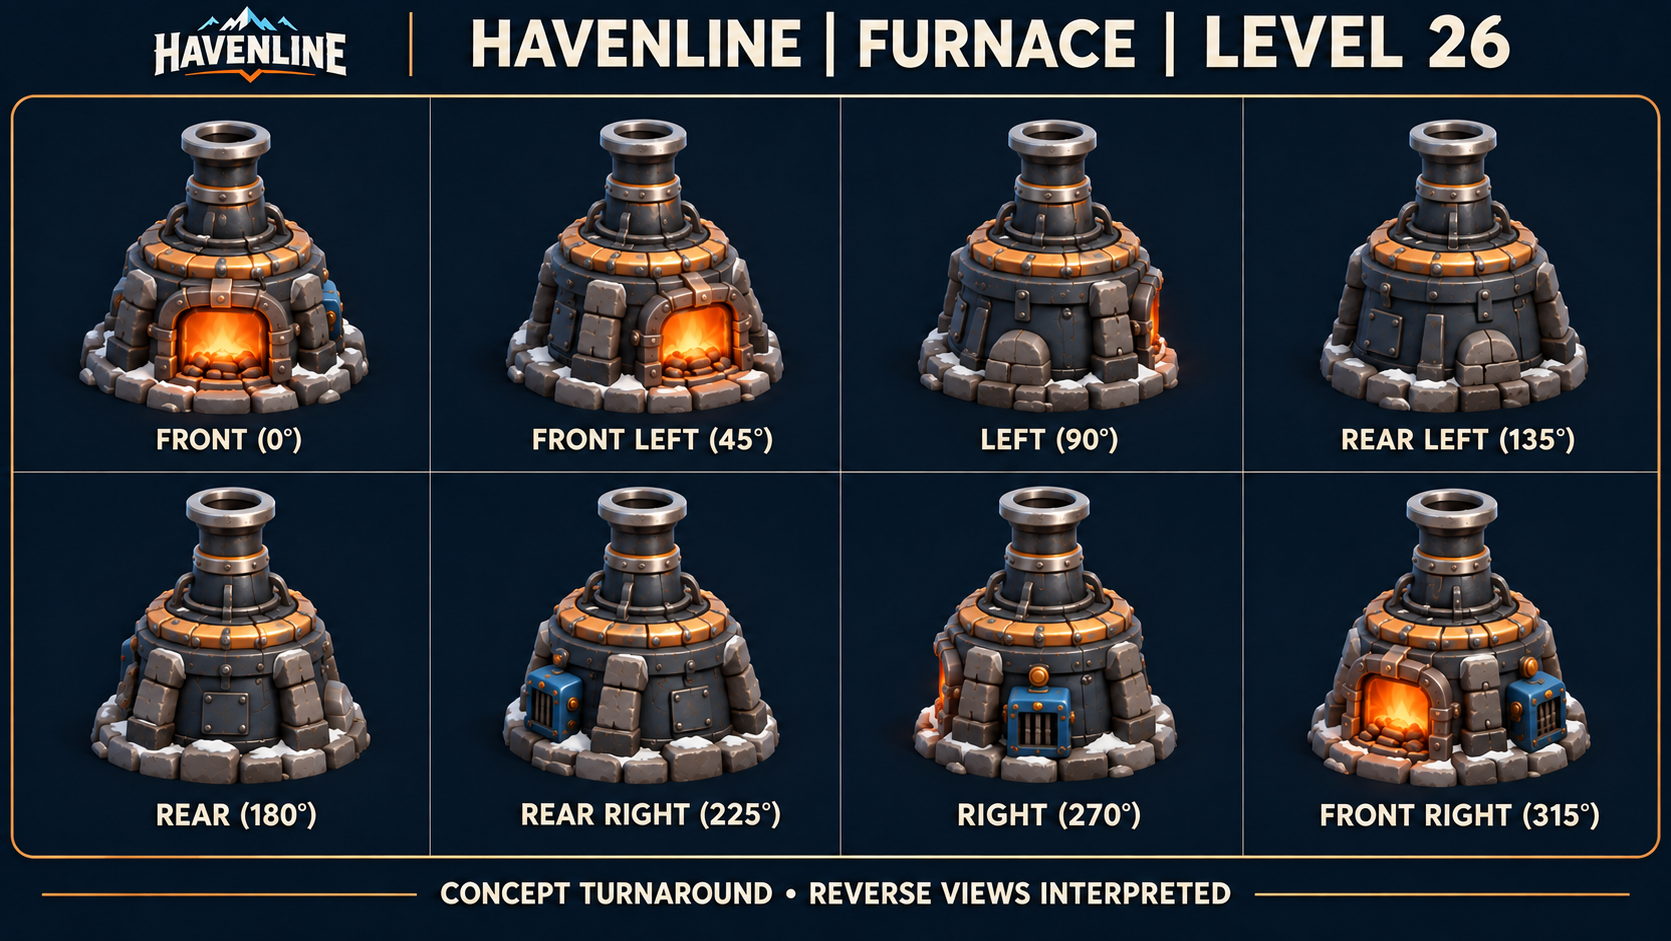 HAVENLINE
HAVENLINE | FURNACE | LEVEL 26
FRONT (0°)
FRONT LEFT (45°)
LEFT (90°)
REAR LEFT (135°)
REAR (180°)
REAR RIGHT (225°)
RIGHT (270°)
FRONT RIGHT (315°)
CONCEPT TURNAROUND • REVERSE VIEWS INTERPRETED